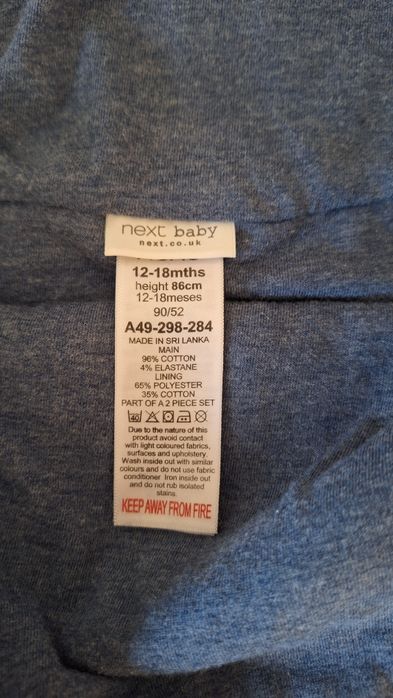 next baby
next.co.uk
12-18mths
height 86cm
12-18meses
90/52
A49-298-284
MADE IN SRI LANKA
MAIN
96% COTTON
4% ELASTANE
LINING
65% POLYESTER
35% COTTON
PART OF A 2 PIECE SET
40
Due to the nature of this
product avoid contact
with light coloured fabrics,
surfaces and upholstery.
Wash inside out with similar
colours and do not use fabric
conditioner. Iron inside out
and do not rub isolated
stains.
KEEP AWAY FROM FIRE